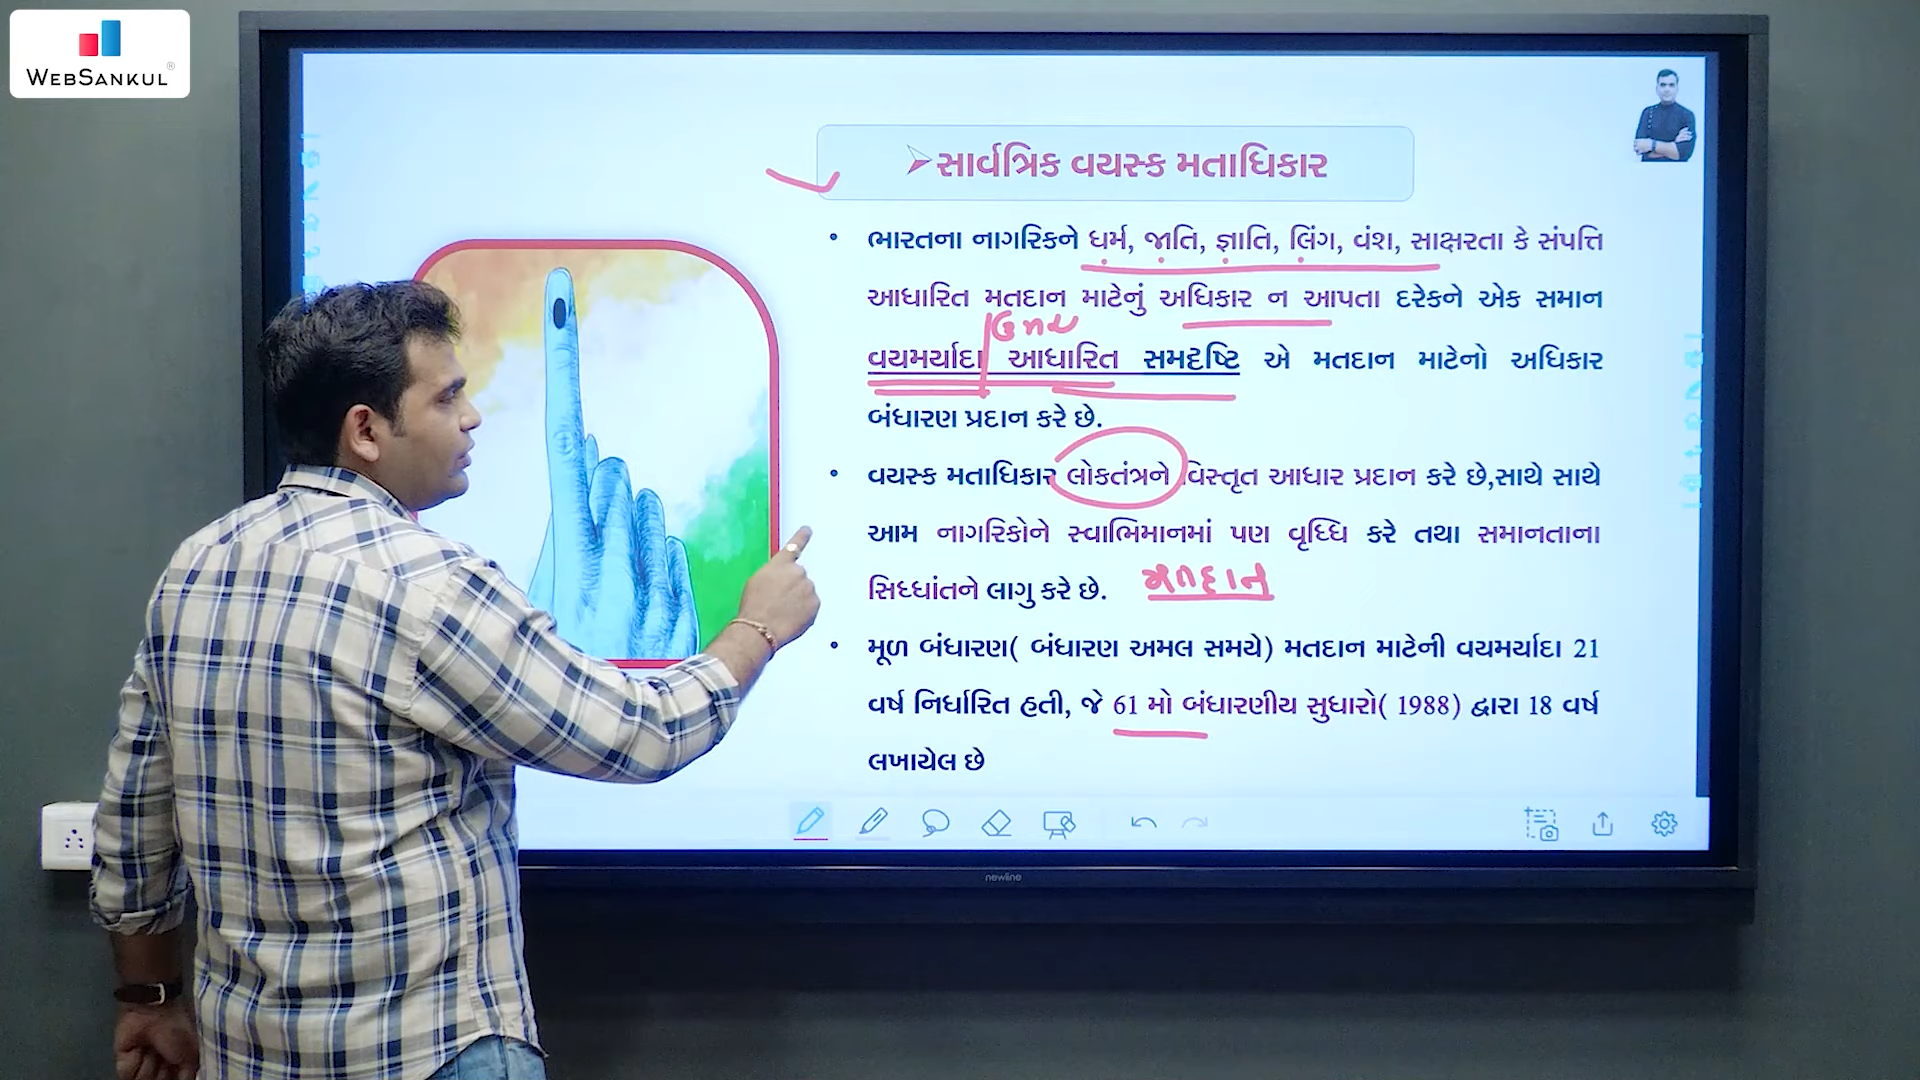 WEBSANKUL®
➢સાર્વત્રિક વયસ્ક મતાધિકાર
• ભારતના નાગરિકને ધર્મ, જાતિ, જ્ઞાતિ, લિંગ, વંશ, સાક્ષરતા કે સંપત્તિ
આધારિત મતદાન માટેનું અધિકાર ન આપતા દરેકને એક સમાન
ઉંમર
વયમર્યાદા આધારિત સમદૃષ્ટિ એ મતદાન માટેનો અધિકાર
બંધારણ પ્રદાન કરે છે.
• વયસ્ક મતાધિકાર લોકતંત્રને વિસ્તૃત આધાર પ્રદાન કરે છે,સાથે સાથે
આમ નાગરિકોને સ્વાભિમાનમાં પણ વૃધ્ધિ કરે તથા સમાનતાના
સિધ્ધાંતને લાગુ કરે છે. મતદાન
• મૂળ બંધારણ( બંધારણ અમલ સમયે) મતદાન માટેની વયમર્યાદા 21
વર્ષ નિર્ધારિત હતી, જે 61 મો બંધારણીય સુધારો( 1988) દ્વારા 18 વર્ષ
લખાયેલ છે
newline